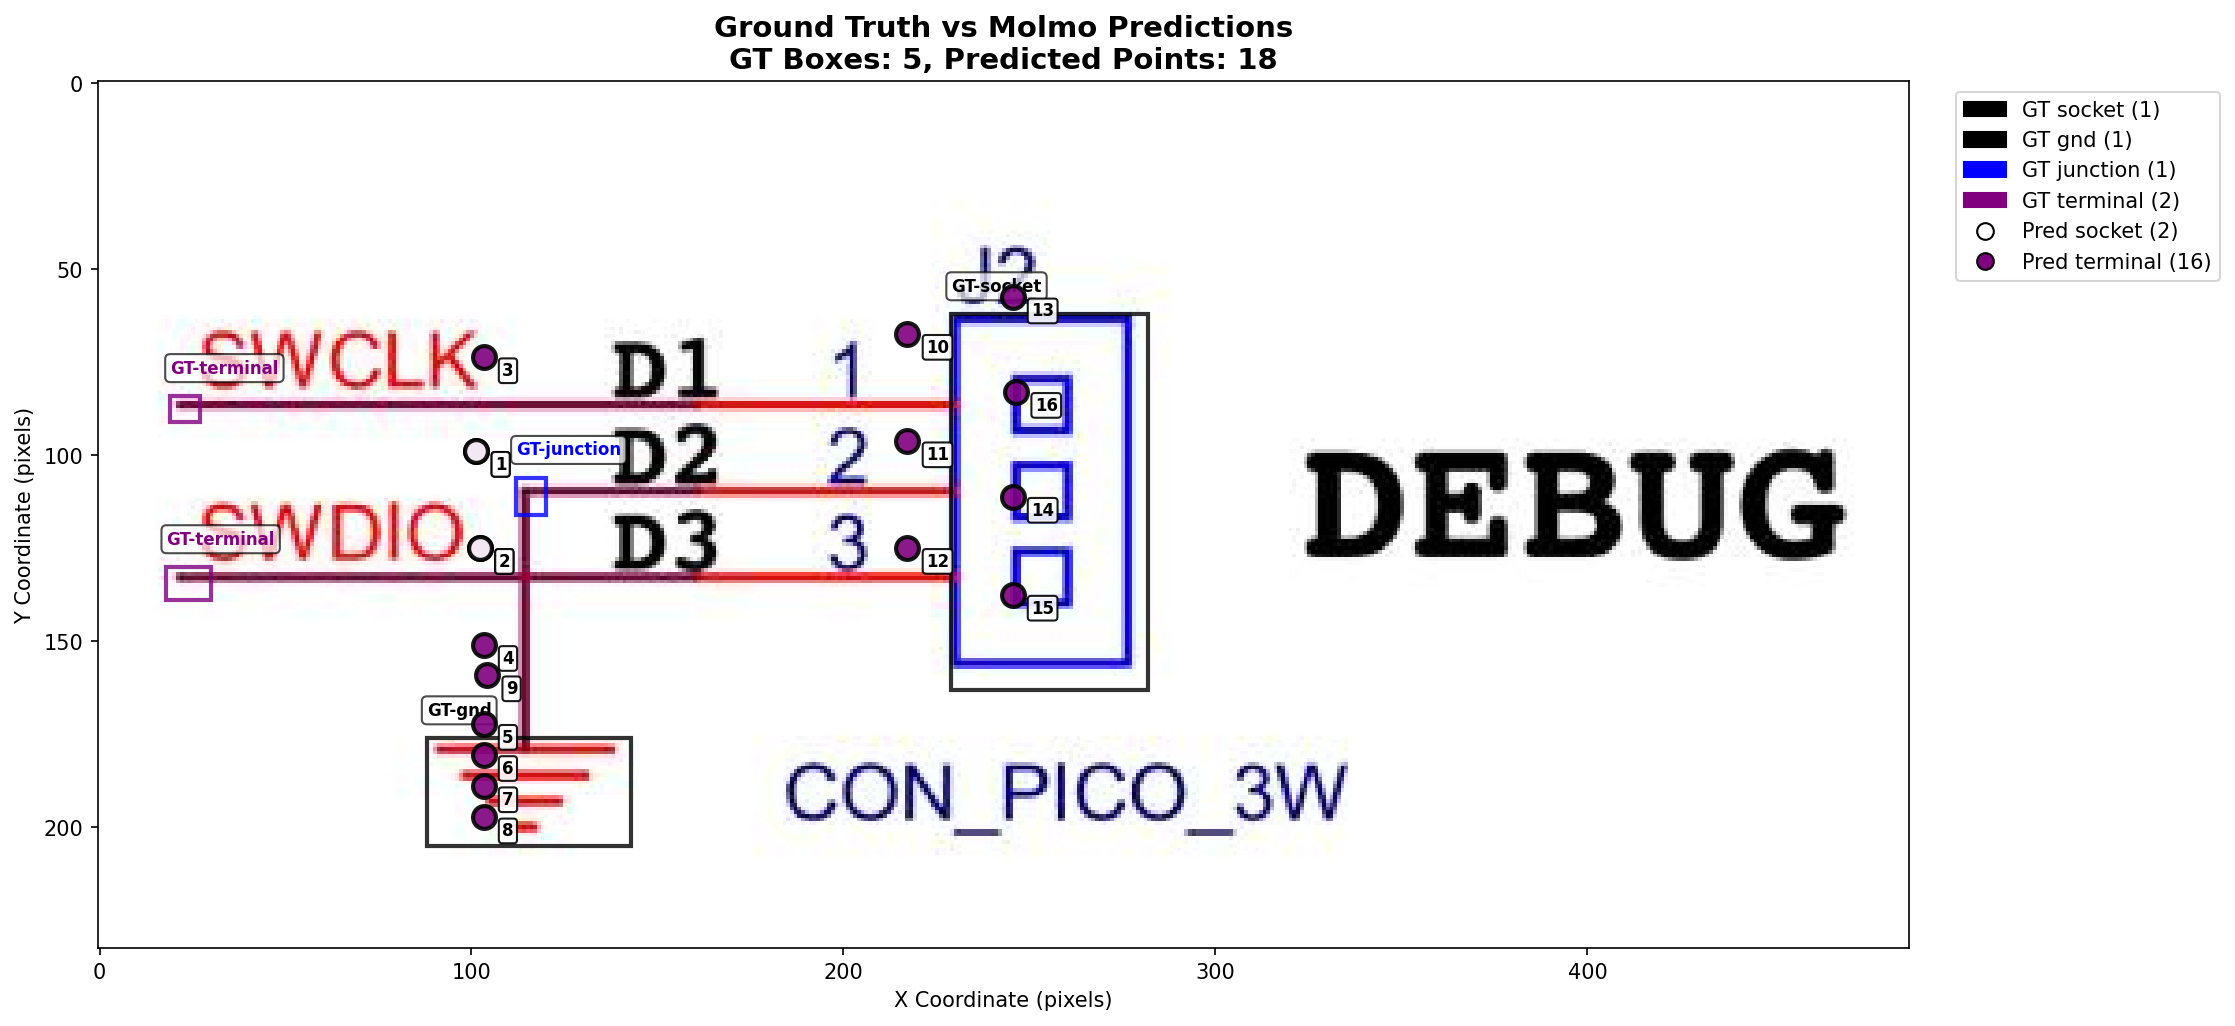 Ground Truth vs Molmo Predictions
GT Boxes: 5, Predicted Points: 18
GT socket (1)
GT gnd (1)
GT junction (1)
GT terminal (2)
Pred socket (2)
Pred terminal (16)
Y Coordinate (pixels)
0
50
100
150
200
J2
GT-socket
13
SWCLK
GT-terminal
3
D1
1
10
16
1
GT-junction
D2
2
11
14
DEBUG
SWDIO
GT-terminal
2
D3
3
12
15
4
9
GT-gnd
5
6
7
8
CON_PICO_3W
0
100
200
300
400
X Coordinate (pixels)